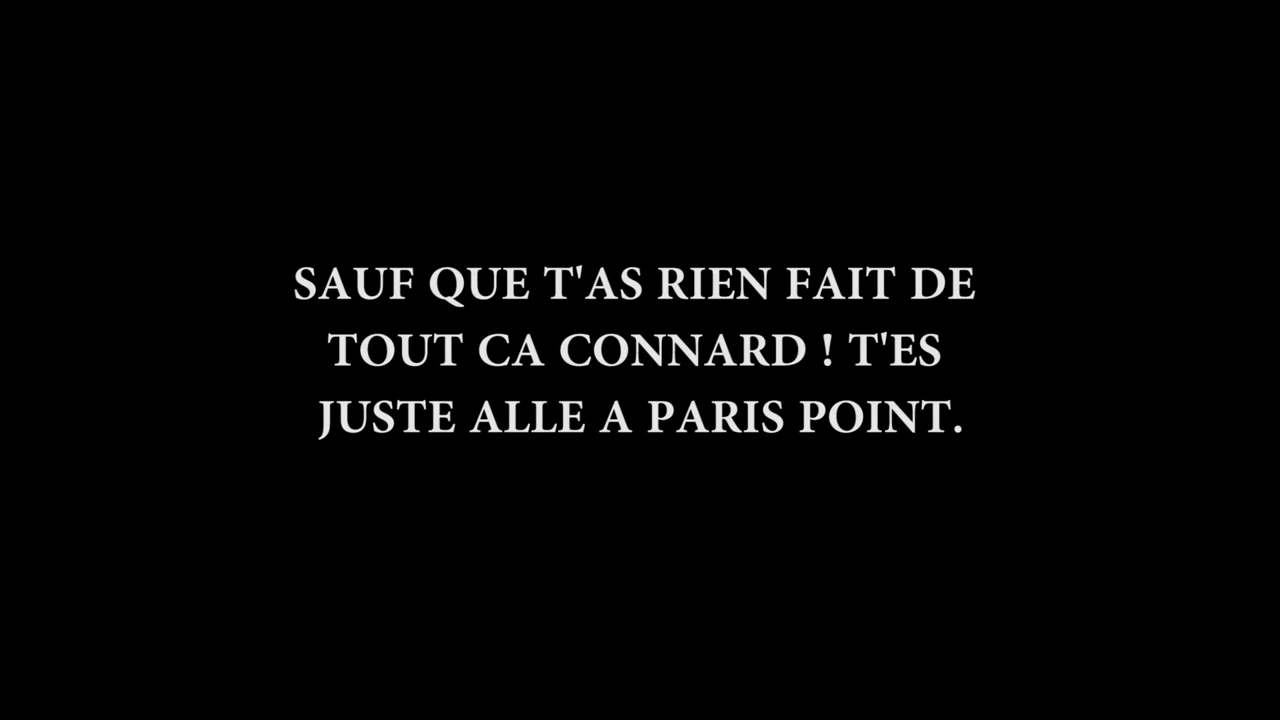 SAUF QUE T'AS RIEN FAIT DE
TOUT CA CONNARD ! T'ES
JUSTE ALLE A PARIS POINT.